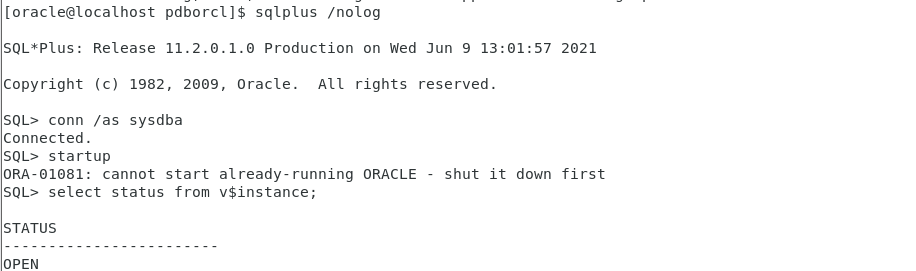 [oracle@localhost pdborcl]$ sqlplus /nolog
SQL*Plus: Release 11.2.0.1.0 Production on Wed Jun 9 13:01:57 2021
Copyright (c) 1982, 2009, Oracle.  All rights reserved.
SQL> conn /as sysdba
Connected.
SQL> startup
ORA-01081: cannot start already-running ORACLE - shut it down first
SQL> select status from v$instance;
STATUS
------------------------
OPEN